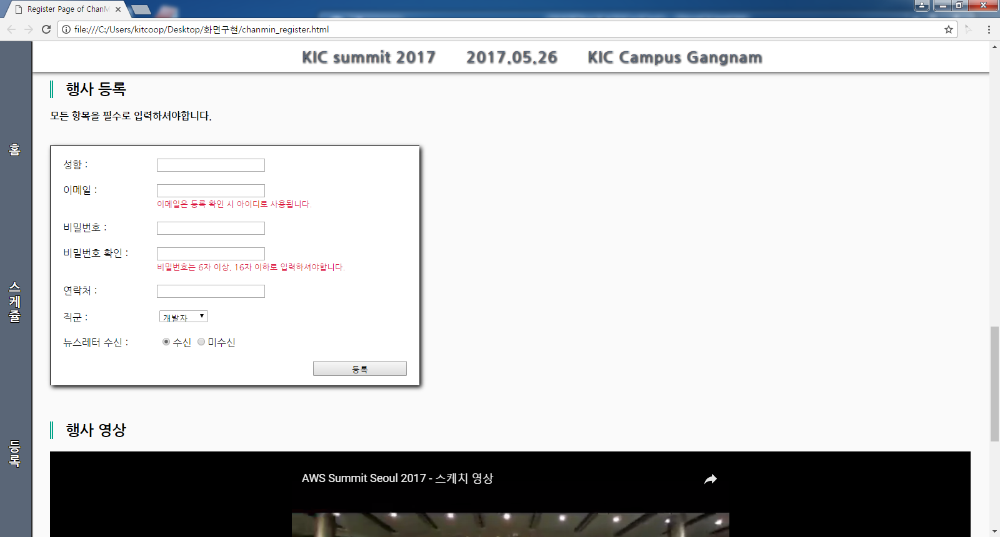 Register Page of ChanM
file:///C:/Users/kitcoop/Desktop/화면구현/chanmin_register.html
KIC summit 2017 2017.05.26 KIC Campus Gangnam
홈
스케쥴
등록
행사 등록
모든 항목을 필수로 입력하셔야합니다.
성함 :
이메일 :
이메일은 등록 확인 시 아이디로 사용됩니다.
비밀번호 :
비밀번호 확인 :
비밀번호는 6자 이상, 16자 이하로 입력하셔야합니다.
연락처 :
직군 : 개발자
뉴스레터 수신 : 수신 미수신
등록
행사 영상
AWS Summit Seoul 2017 - 스케치 영상